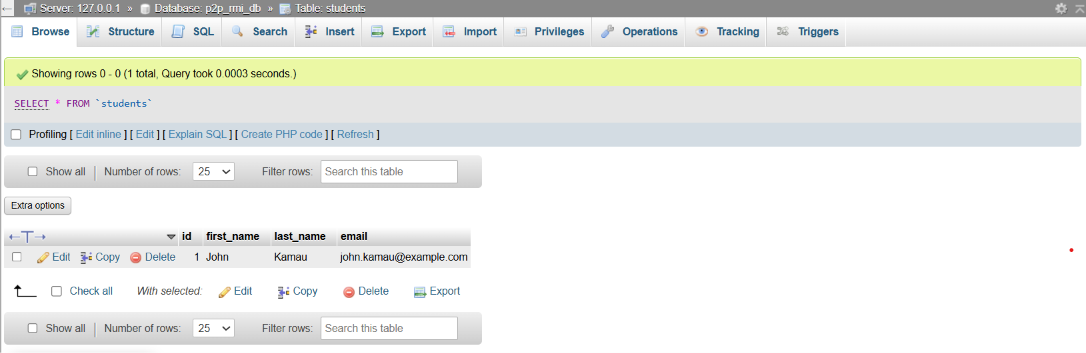 Server: 127.0.0.1 » Database: p2p_rmi_db » Table: students
Browse Structure SQL Search Insert Export Import Privileges Operations Tracking Triggers
Showing rows 0 - 0 (1 total, Query took 0.0003 seconds.)
SELECT * FROM `students`
Profiling [ Edit inline ] [ Edit ] [ Explain SQL ] [ Create PHP code ] [ Refresh ]
Show all Number of rows: 25 Filter rows: Search this table
Extra options
id first_name last_name email
Edit Copy Delete 1 John Kamau john.kamau@example.com
Check all With selected: Edit Copy Delete Export
Show all Number of rows: 25 Filter rows: Search this table